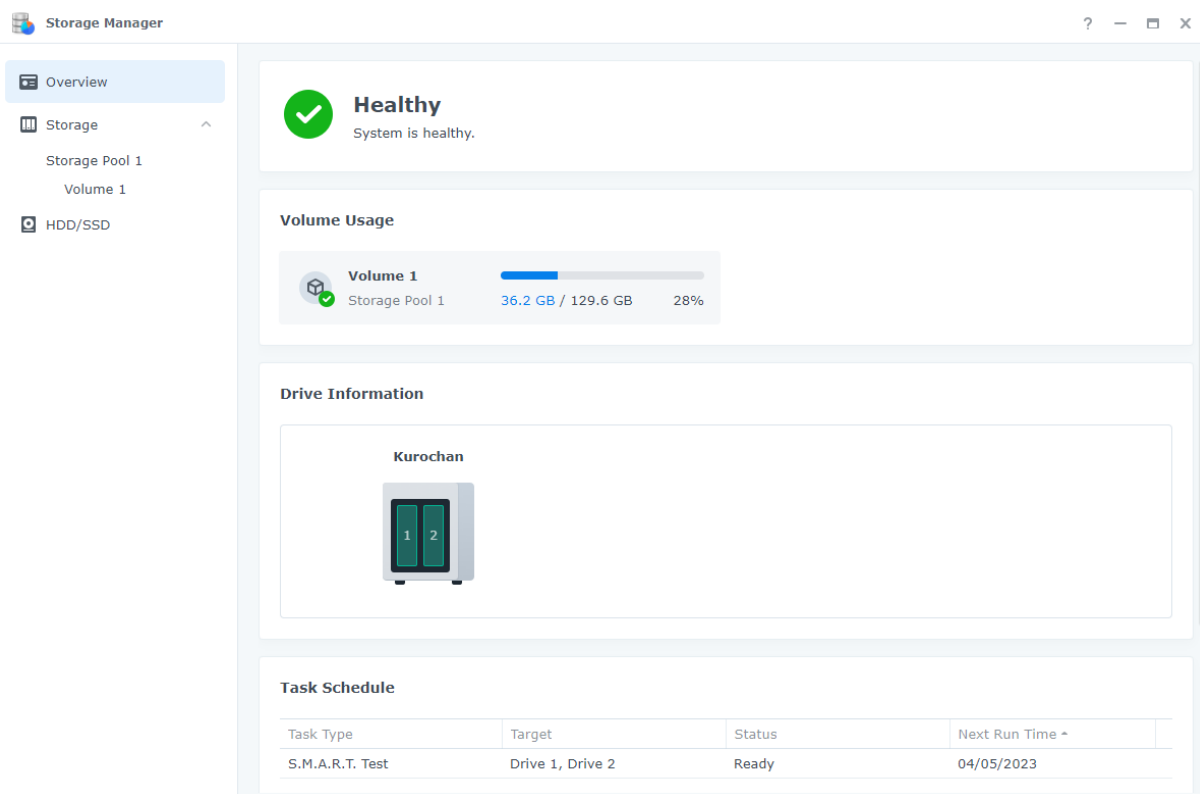 Storage Manager
?
Overview
Storage
Storage Pool 1
Volume 1
HDD/SSD
Healthy
System is healthy.
Volume Usage
Volume 1
Storage Pool 1
36.2 GB / 129.6 GB 28%
Drive Information
Kurochan
1 2
Task Schedule
Task Type Target Status Next Run Time
S.M.A.R.T. Test Drive 1, Drive 2 Ready 04/05/2023